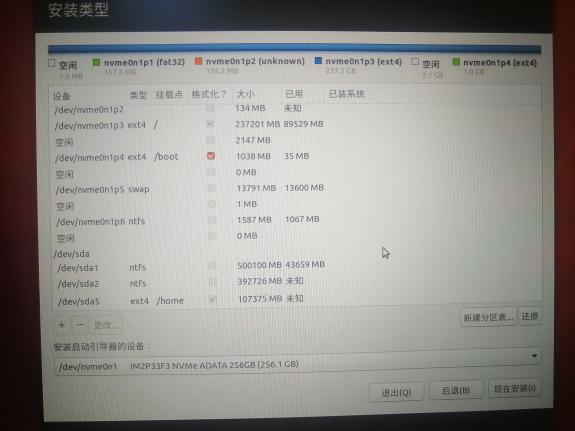 安装类型
空闲 nvme0n1p1 (fat32) nvme0n1p2 (unknown) nvme0n1p3 (ext4) 空闲 nvme0n1p4 (ext4)
1.0 MB 157.3 MB 134.2 MB 237.2 GB 2.1 GB 1.0 GB
设备 类型 挂载点 格式化？ 大小 已用 已装系统
/dev/nvme0n1p2 134 MB 未知
/dev/nvme0n1p3 ext4 / 237201 MB 89529 MB
空闲 2147 MB
/dev/nvme0n1p4 ext4 /boot 1038 MB 35 MB
空闲 0 MB
/dev/nvme0n1p5 swap 13791 MB 13600 MB
空闲 1 MB
/dev/nvme0n1p6 ntfs 1587 MB 1067 MB
空闲 0 MB
/dev/sda
/dev/sda1 ntfs 500100 MB 43659 MB
/dev/sda2 ntfs 392726 MB 未知
/dev/sda5 ext4 /home 107375 MB 未知
+ − 更改... 新建分区表... 还原
安装启动引导器的设备：
/dev/nvme0n1 IM2P33F3 NVMe ADATA 256GB (256.1 GB)
退出(Q) 后退(B) 现在安装(I)